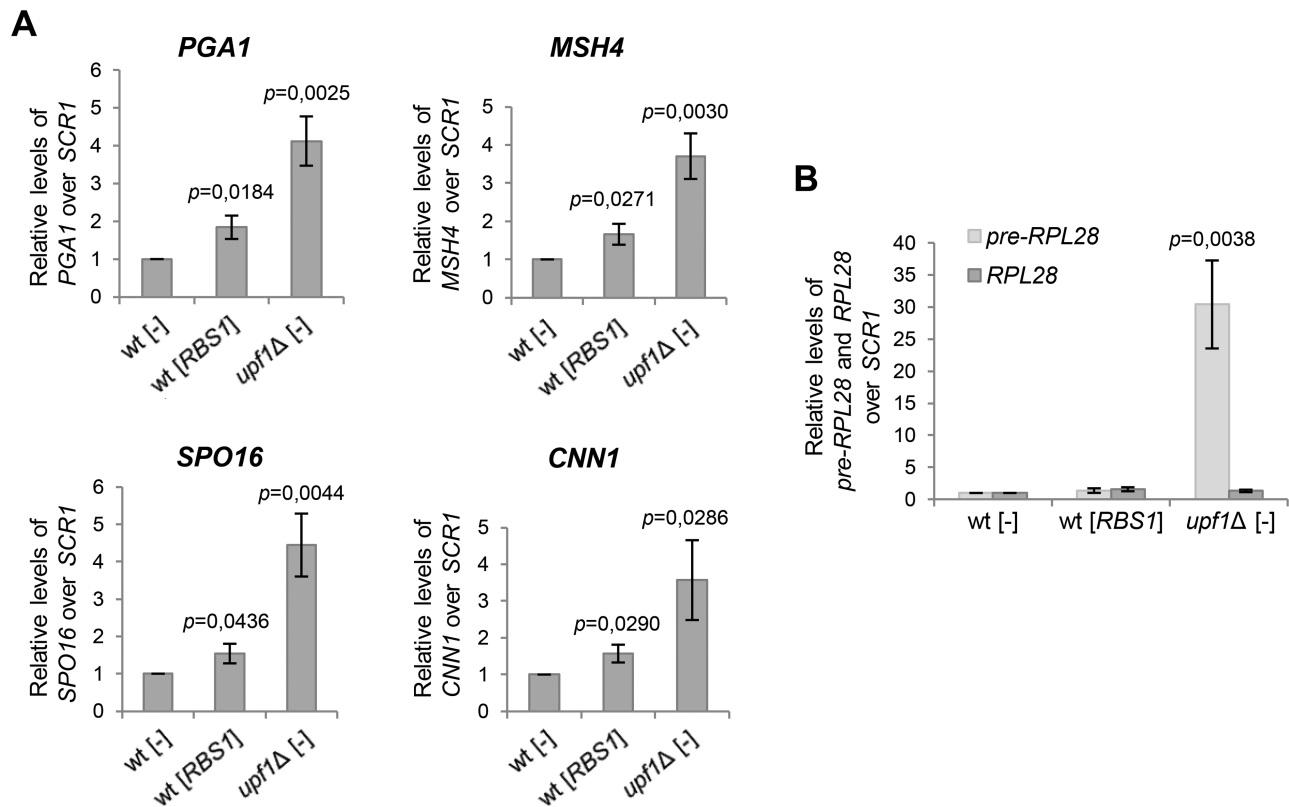 A
PGA1
Relative levels of
PGA1 over SCR1
6
5
4
3
2
1
0
p=0,0184
p=0,0025
wt [-]
wt [RBS1]
upf1Δ [-]
MSH4
Relative levels of
MSH4 over SCR1
5
4
3
2
1
0
p=0,0271
p=0,0030
wt [-]
wt [RBS1]
upf1Δ [-]
SPO16
Relative levels of
SPO16 over SCR1
6
5
4
3
2
1
0
p=0,0436
p=0,0044
wt [-]
wt [RBS1]
upf1Δ [-]
CNN1
Relative levels of
CNN1 over SCR1
5
4
3
2
1
0
p=0,0290
p=0,0286
wt [-]
wt [RBS1]
upf1Δ [-]
B
Relative levels of
pre-RPL28 and RPL28
over SCR1
40
35
30
25
20
15
10
5
0
pre-RPL28
RPL28
p=0,0038
wt [-]
wt [RBS1]
upf1Δ [-]